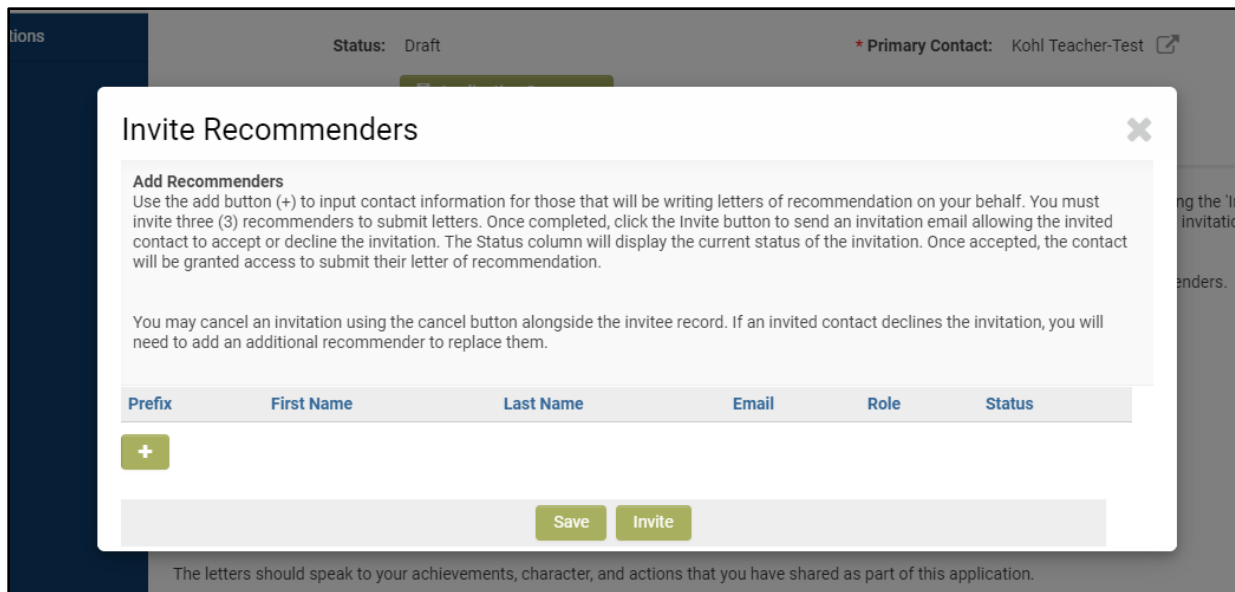 tions
Status: Draft
* Primary Contact: Kohl Teacher-Test
Invite Recommenders
Add Recommenders
Use the add button (+) to input contact information for those that will be writing letters of recommendation on your behalf. You must
invite three (3) recommenders to submit letters. Once completed, click the Invite button to send an invitation email allowing the invited
contact to accept or decline the invitation. The Status column will display the current status of the invitation. Once accepted, the contact
will be granted access to submit their letter of recommendation.
You may cancel an invitation using the cancel button alongside the invitee record. If an invited contact declines the invitation, you will
need to add an additional recommender to replace them.
ng the 'I
invitatio
enders.
Prefix First Name Last Name Email Role Status
+
Save Invite
The letters should speak to your achievements, character, and actions that you have shared as part of this application.